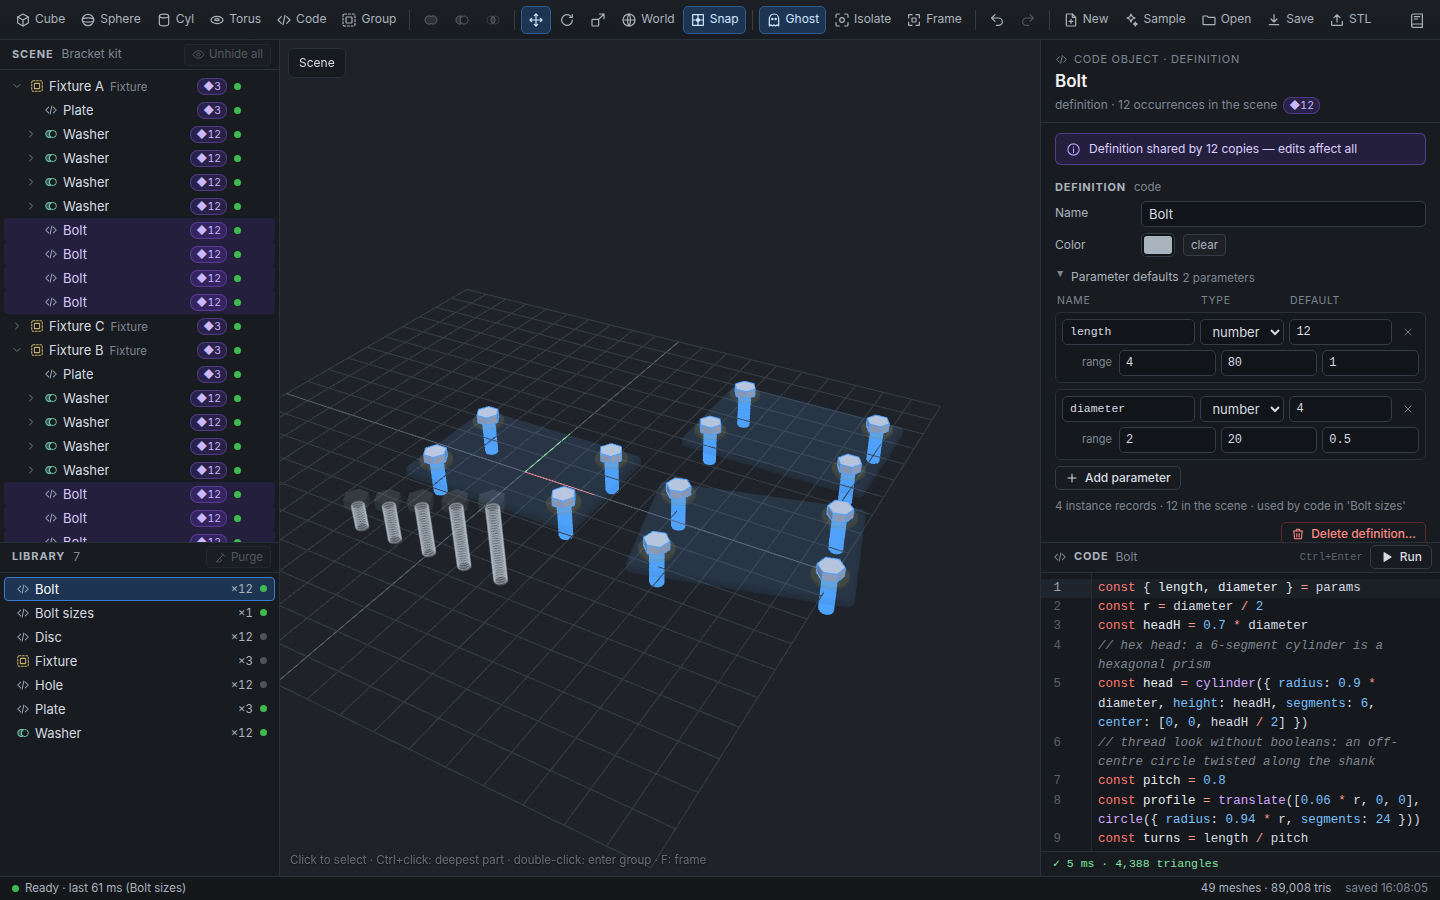 Cube Sphere Cyl Torus Code Group World Snap Ghost Isolate Frame New Sample Open Save STL
SCENE Bracket kit Unhide all
Fixture A Fixture ◆3
Plate ◆3
Washer ◆12
Washer ◆12
Washer ◆12
Washer ◆12
Bolt ◆12
Bolt ◆12
Bolt ◆12
Bolt ◆12
Fixture C Fixture ◆3
Fixture B Fixture ◆3
Plate ◆3
Washer ◆12
Washer ◆12
Washer ◆12
Washer ◆12
Bolt ◆12
Bolt ◆12
Bolt ◆12
LIBRARY 7 Purge
Bolt ×12
Bolt sizes ×1
Disc ×12
Fixture ×3
Hole ×12
Plate ×3
Washer ×12
Scene
Click to select · Ctrl+click: deepest part · double-click: enter group · F: frame
CODE OBJECT · DEFINITION
Bolt
definition · 12 occurrences in the scene ◆12
Definition shared by 12 copies — edits affect all
DEFINITION code
Name Bolt
Color clear
Parameter defaults 2 parameters
NAME TYPE DEFAULT
length number 12
range 4 80 1
diameter number 4
range 2 20 0.5
Add parameter
4 instance records · 12 in the scene · used by code in 'Bolt sizes'
Delete definition...
CODE Bolt Ctrl+Enter Run
1 const { length, diameter } = params
2 const r = diameter / 2
3 const headH = 0.7 * diameter
4 // hex head: a 6-segment cylinder is a
hexagonal prism
5 const head = cylinder({ radius: 0.9 *
diameter, height: headH, segments: 6,
center: [0, 0, headH / 2] })
6 // thread look without booleans: an off-
centre circle twisted along the shank
7 const pitch = 0.8
8 const profile = translate([0.06 * r, 0, 0],
circle({ radius: 0.94 * r, segments: 24 }))
9 const turns = length / pitch
✓ 5 ms · 4,388 triangles
Ready · last 61 ms (Bolt sizes)
49 meshes · 89,008 tris saved 16:08:05